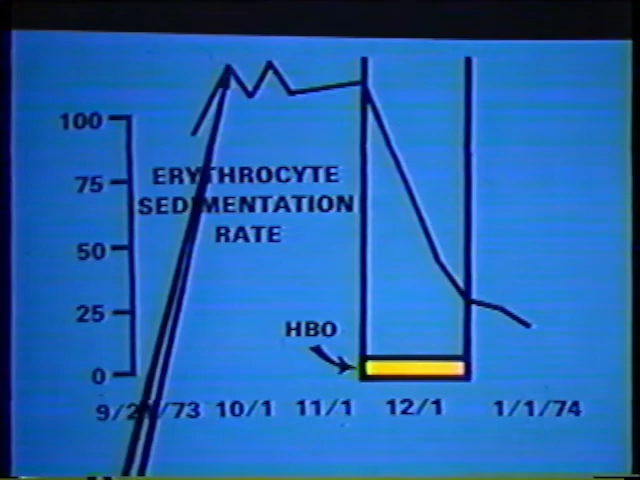 100
75
50
25
0
ERYTHROCYTE
SEDIMENTATION
RATE
HBO
10/1 11/1 12/1 1/1/74